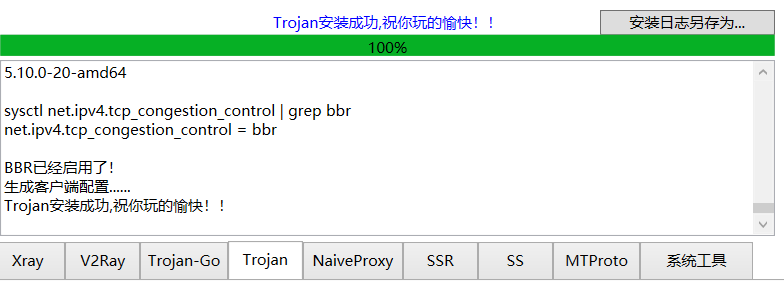 Trojan安装成功,祝你玩的愉快！！
安装日志另存为...
100%
5.10.0-20-amd64
sysctl net.ipv4.tcp_congestion_control | grep bbr
net.ipv4.tcp_congestion_control = bbr
BBR已经启用了！
生成客户端配置......
Trojan安装成功,祝你玩的愉快！！
Xray V2Ray Trojan-Go Trojan NaiveProxy SSR SS MTProto 系统工具